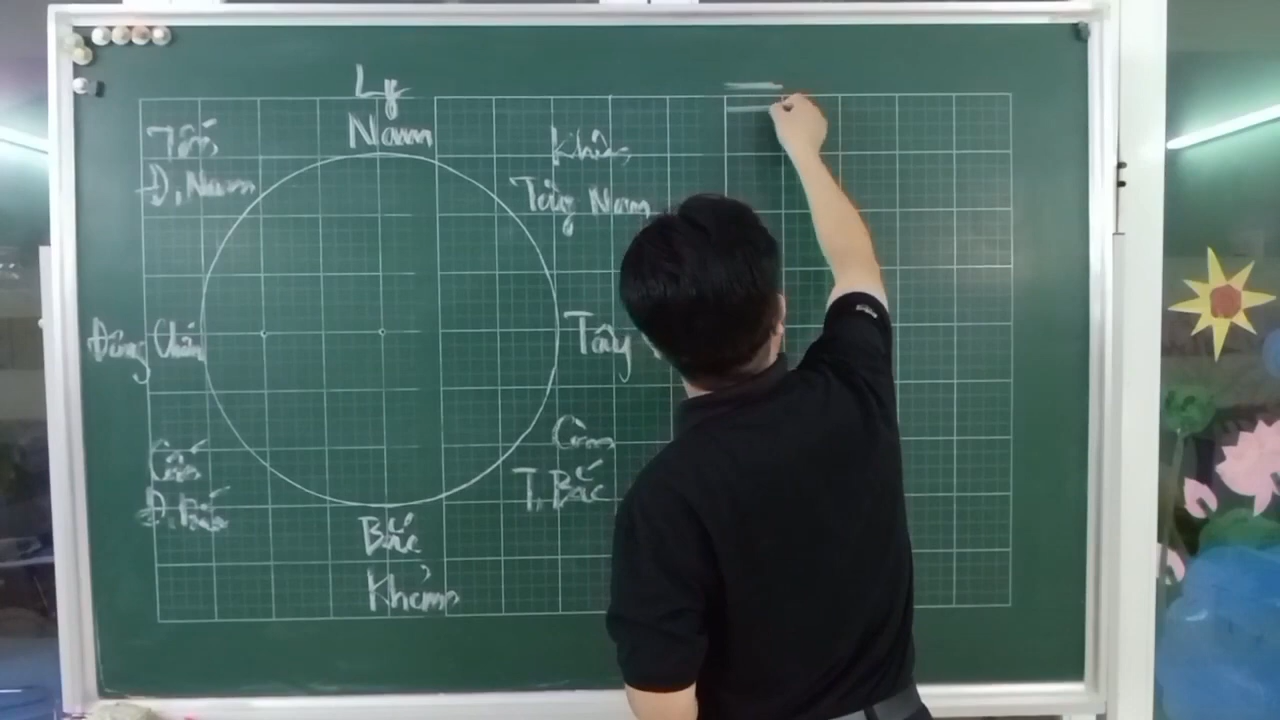 Ly
Nam
Tốn
Đ, Nam
Khôn
Tây Nam
Đông Chấn
Tây
Cấn
Đ, Bắc
Càn
T, Bắc
Bắc
Khảm